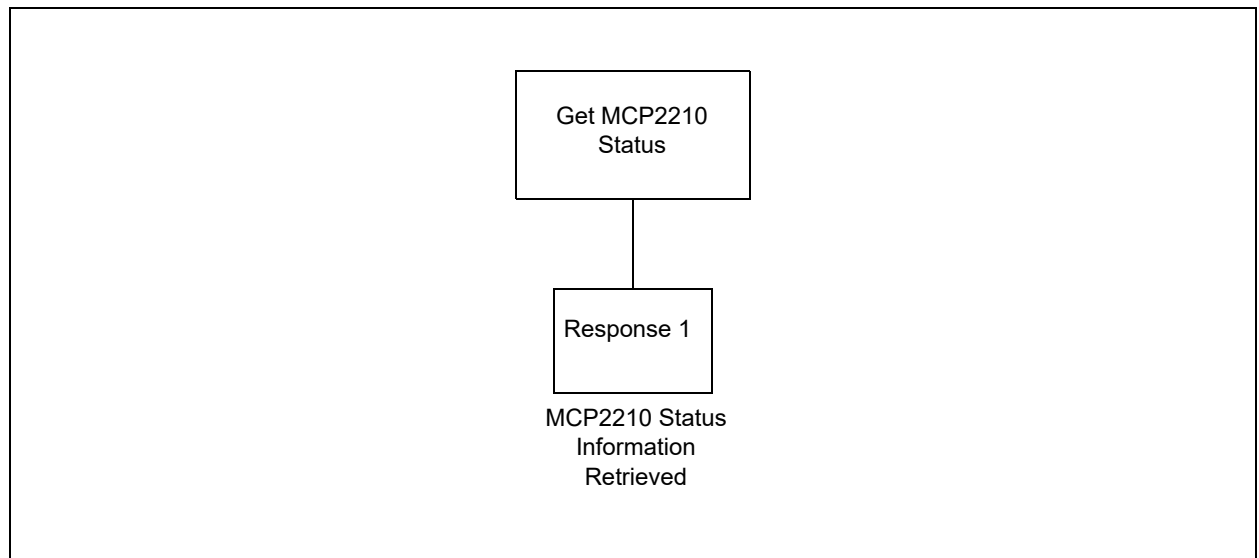 Get MCP2210
Status
Response 1
MCP2210 Status
Information
Retrieved